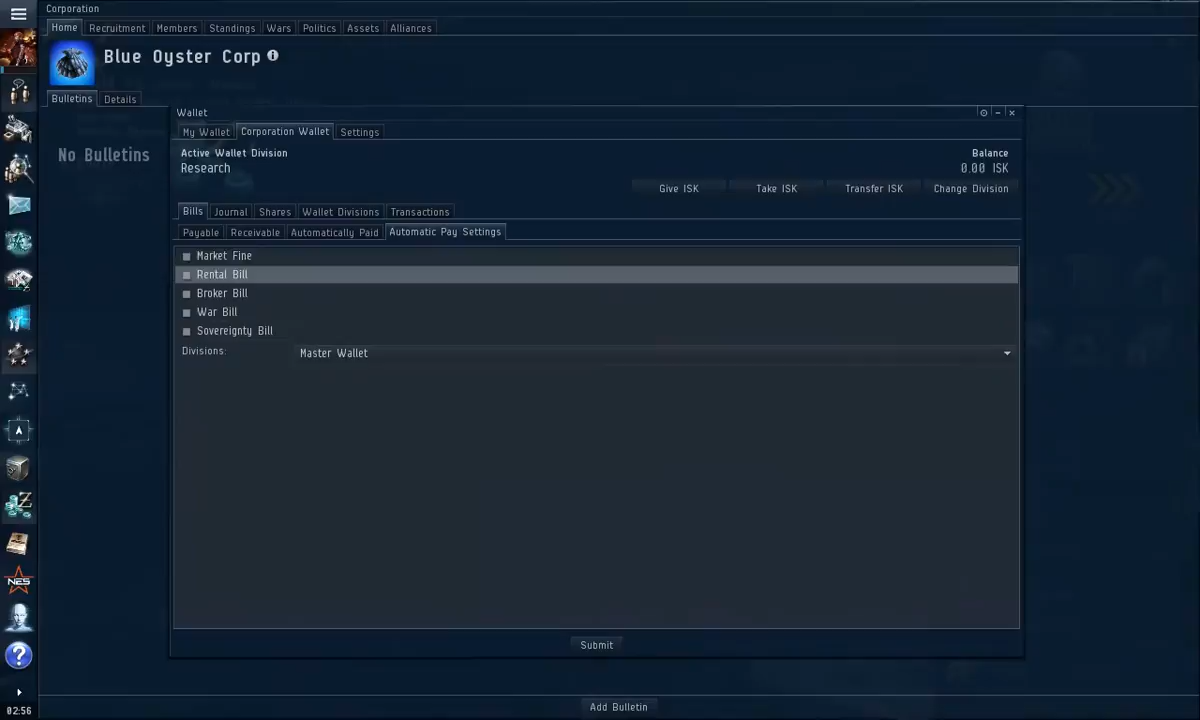 Corporation
Home Recruitment Members Standings Wars Politics Assets Alliances
Blue Oyster Corp
Bulletins Details
No Bulletins
Wallet
My Wallet Corporation Wallet Settings
Active Wallet Division Balance
Research 0.00 ISK
Give ISK Take ISK Transfer ISK Change Division
Bills Journal Shares Wallet Divisions Transactions
Payable Receivable Automatically Paid Automatic Pay Settings
Market Fine
Rental Bill
Broker Bill
War Bill
Sovereignty Bill
Divisions: Master Wallet
NES
?
Submit
02:56
Add Bulletin